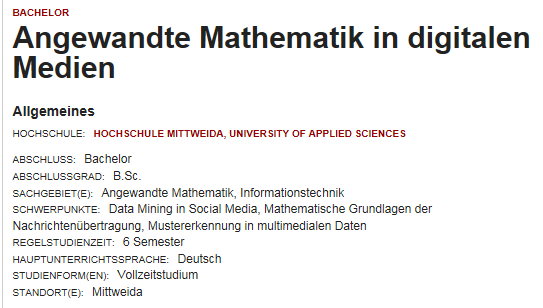 BACHELOR
Angewandte Mathematik in digitalen
Medien
Allgemeines
HOCHSCHULE: HOCHSCHULE MITTWEIDA, UNIVERSITY OF APPLIED SCIENCES
ABSCHLUSS: Bachelor
ABSCHLUSSGRAD: B.Sc.
SACHGEBIET(E): Angewandte Mathematik, Informationstechnik
SCHWERPUNKTE: Data Mining in Social Media, Mathematische Grundlagen der
Nachrichtenübertragung, Mustererkennung in multimedialen Daten
REGELSTUDIENZEIT: 6 Semester
HAUPTUNTERRICHTSSPRACHE: Deutsch
STUDIENFORM(EN): Vollzeitstudium
STANDORT(E): Mittweida